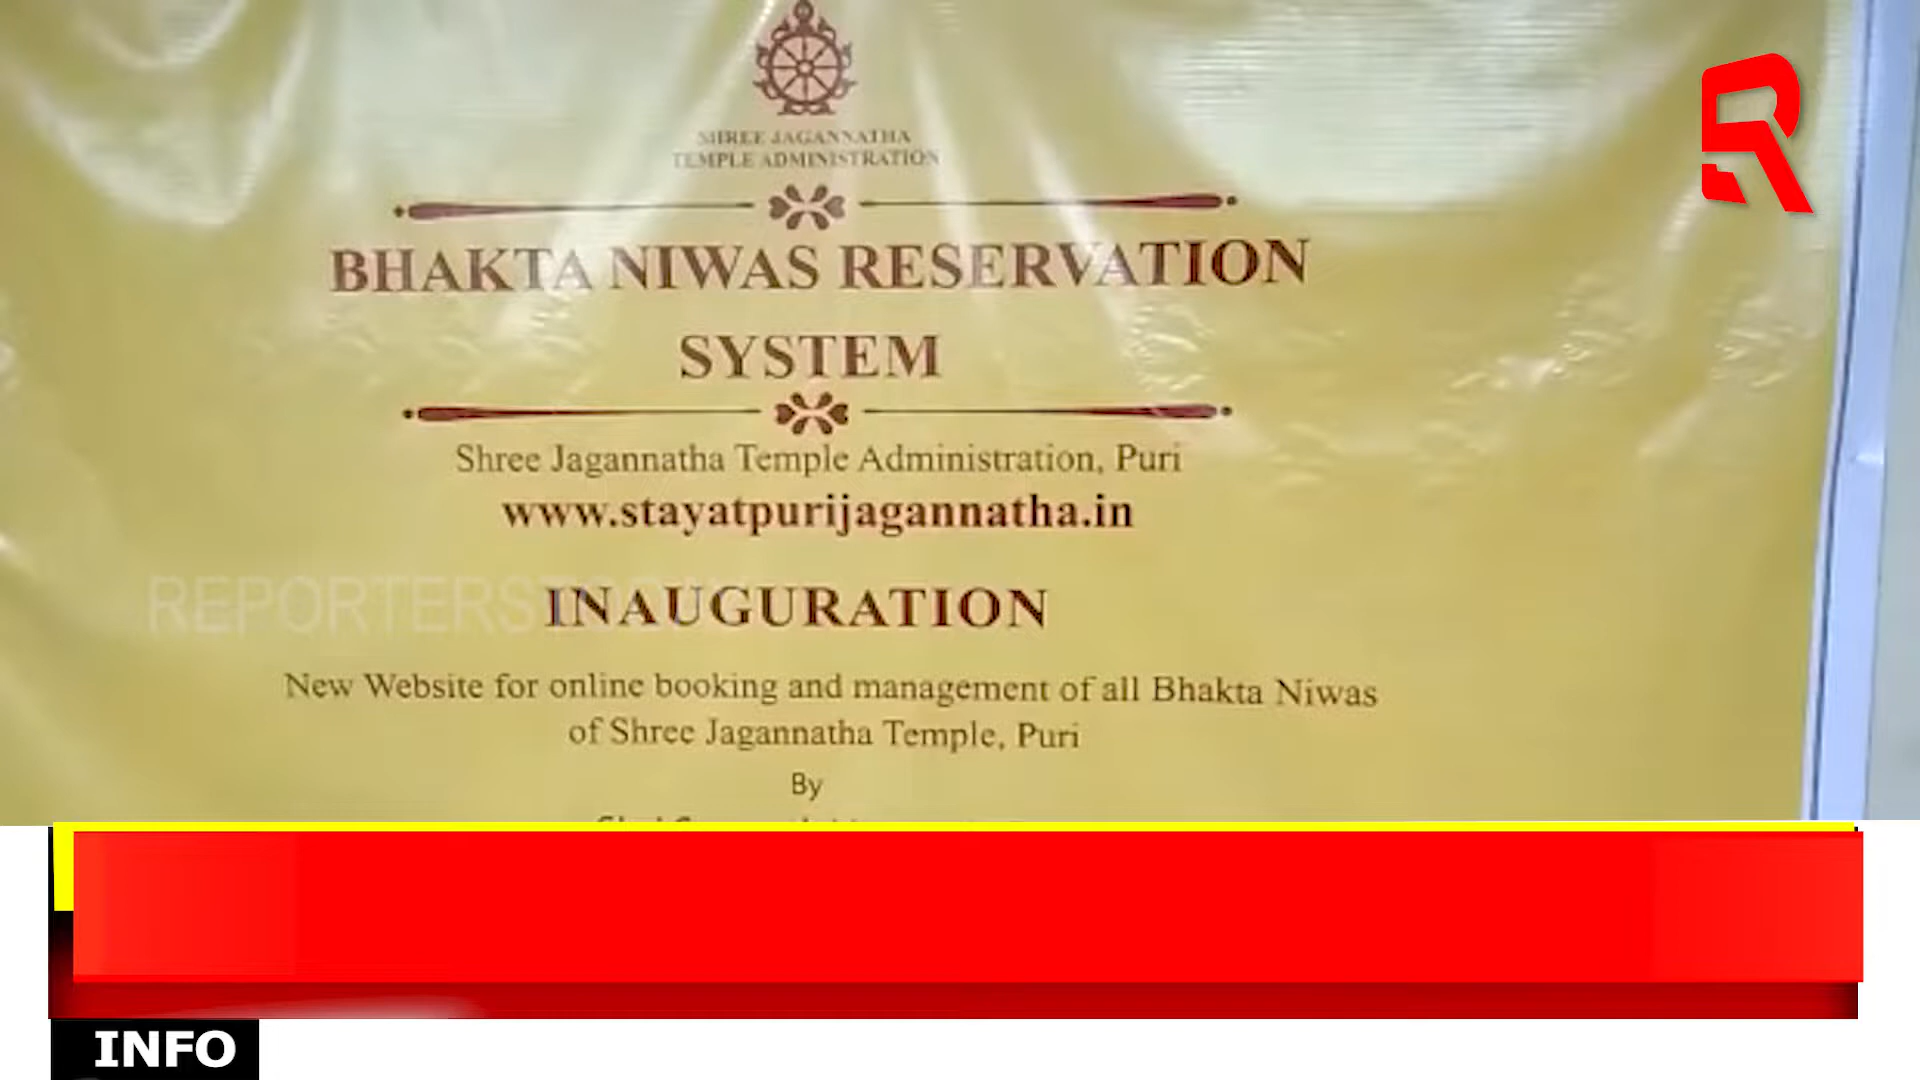 SHREE JAGANNATHA
TEMPLE ADMINISTRATION
BHAKTA NIWAS RESERVATION
SYSTEM
Shree Jagannatha Temple Administration, Puri
www.stayatpurijagannatha.in
REPORTERS
INAUGURATION
New Website for online booking and management of all Bhakta Niwas
of Shree Jagannatha Temple, Puri
By
INFO